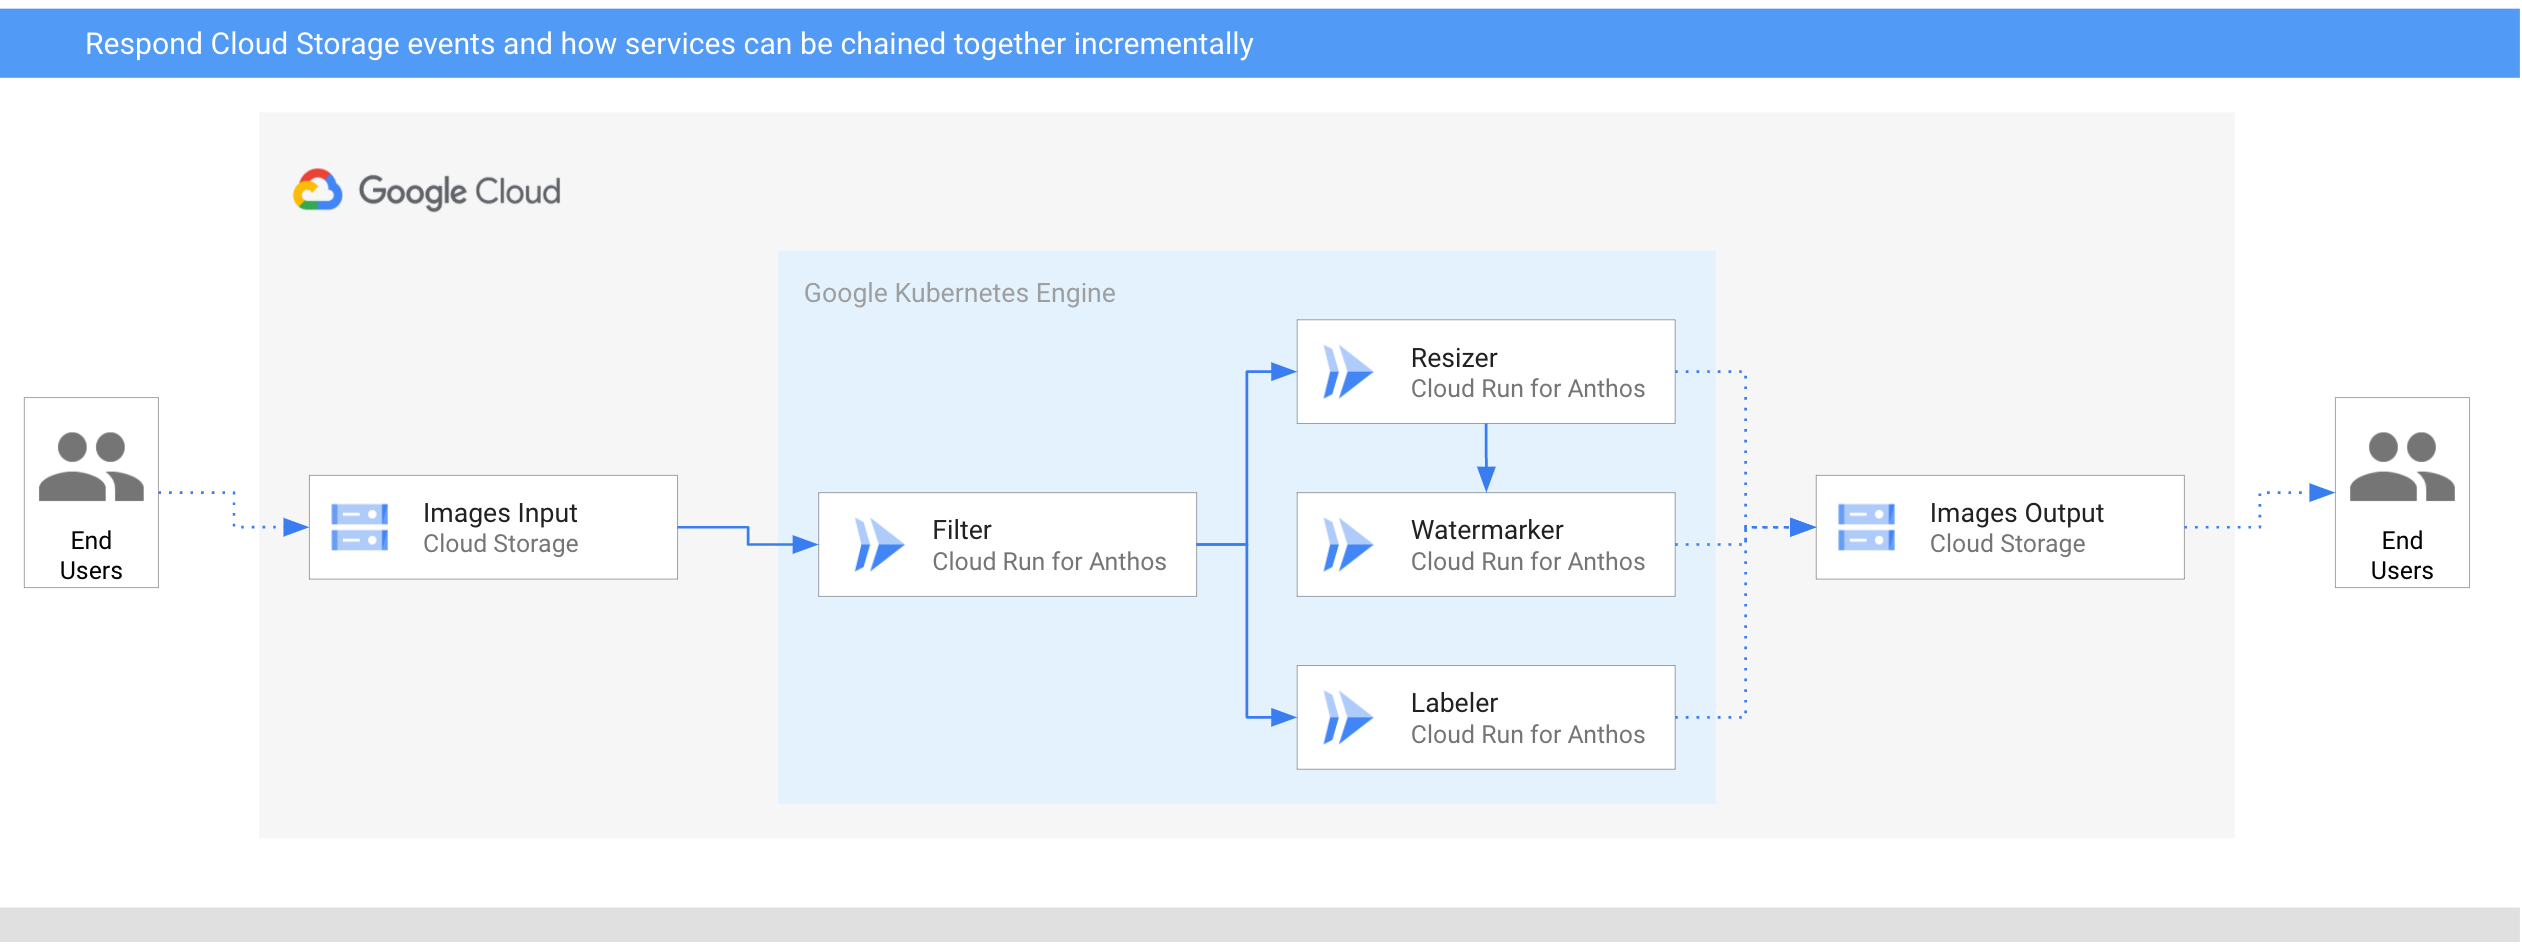 Respond Cloud Storage events and how services can be chained together incrementally
Google Cloud
Google Kubernetes Engine
End
Users
Images Input
Cloud Storage
Filter
Cloud Run for Anthos
Resizer
Cloud Run for Anthos
Watermarker
Cloud Run for Anthos
Labeler
Cloud Run for Anthos
Images Output
Cloud Storage
End
Users